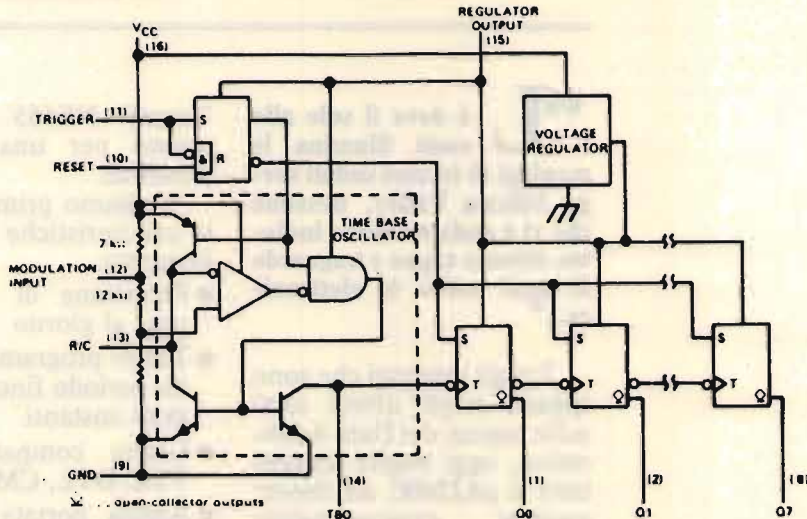 VCC
(16)
REGULATOR
OUTPUT
(15)
TRIGGER
(11)
S
R
&
RESET
(10)
VOLTAGE
REGULATOR
TIME BASE
OSCILLATOR
MODULATION
INPUT
(12)
R/C
(13)
S
T
Q
S
T
Q
S
T
Q
GND
(9)
open-collector outputs
(14)
TBO
(1)
Q0
(2)
Q1
(8)
Q7